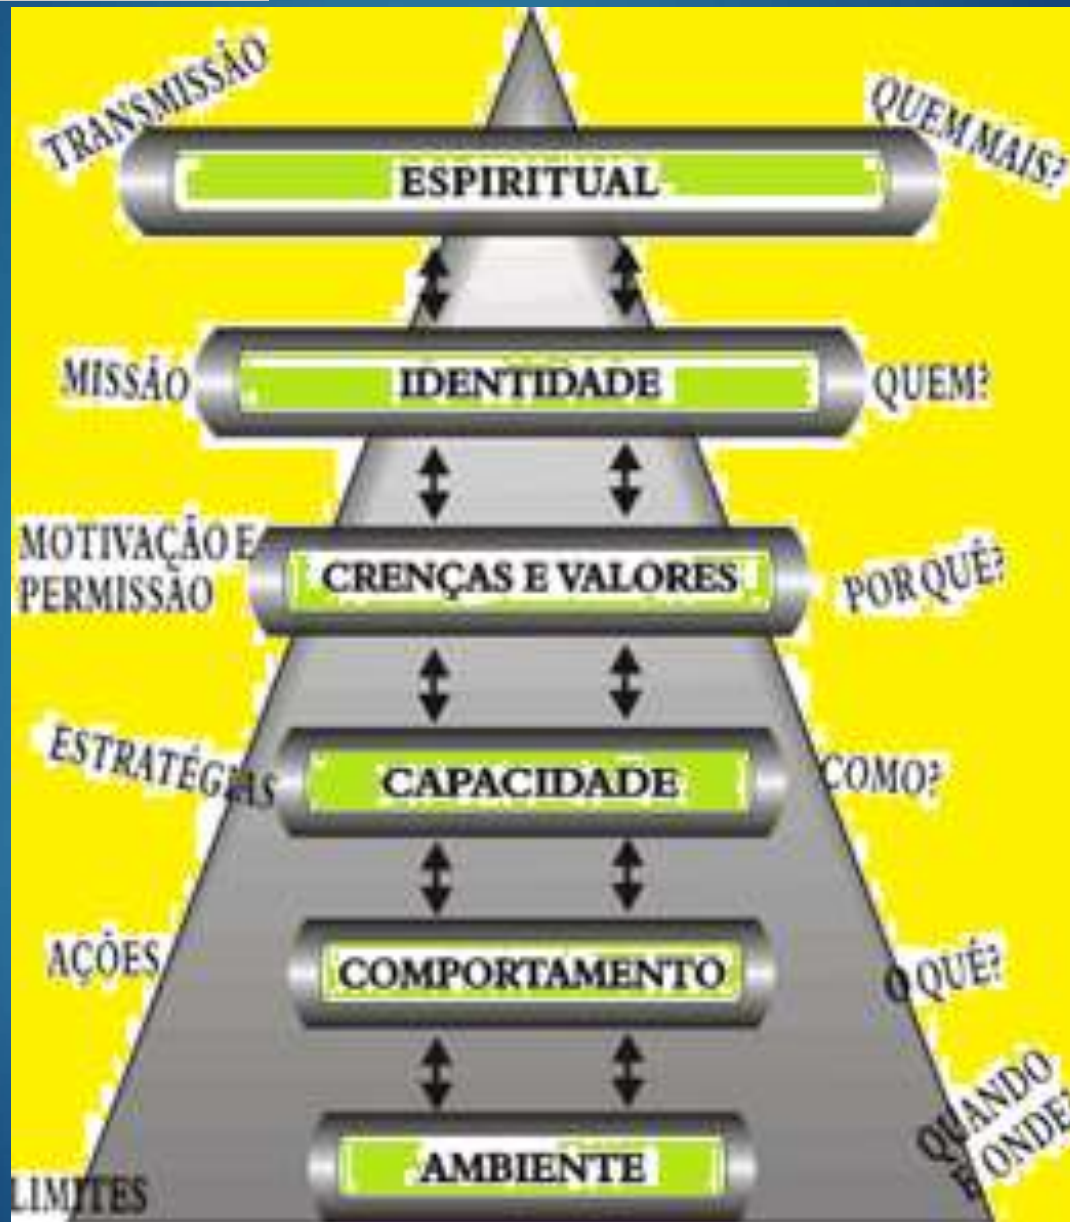 TRANSMISSÃO
QUEM MAIS?
ESPIRITUAL
MISSÃO
IDENTIDADE
QUEM?
MOTIVAÇÃO E
PERMISSÃO
CRENÇAS E VALORES
POR QUÊ?
ESTRATÉGIAS
CAPACIDADE
COMO?
AÇÕES
COMPORTAMENTO
O QUÊ?
QUANDO
E ONDE?
AMBIENTE
LIMITES